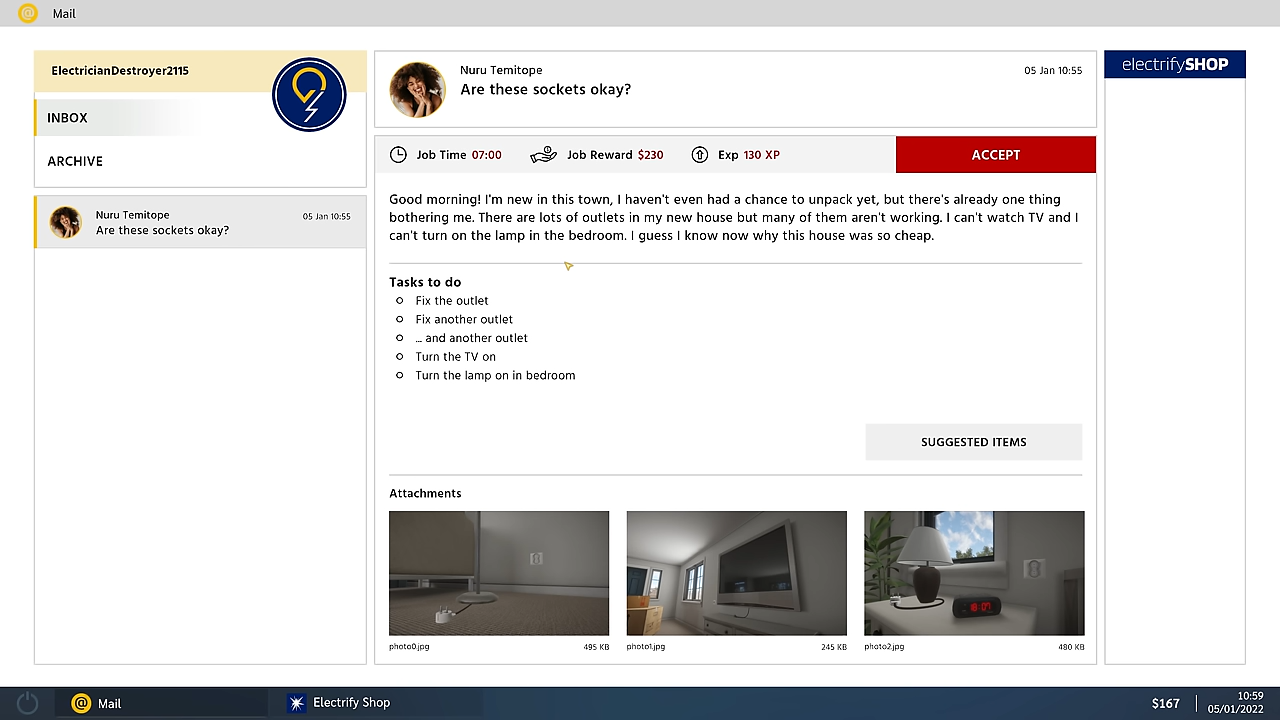 Mail
ElectricianDestroyer2115
INBOX
ARCHIVE
Nuru Temitope
05 Jan 10:55
Are these sockets okay?
Nuru Temitope
05 Jan 10:55
Are these sockets okay?
Job Time 07:00
Job Reward $230
Exp 130 XP
ACCEPT
Good morning! I'm new in this town, I haven't even had a chance to unpack yet, but there's already one thing
bothering me. There are lots of outlets in my new house but many of them aren't working. I can't watch TV and I
can't turn on the lamp in the bedroom. I guess I know now why this house was so cheap.
Tasks to do
Fix the outlet
Fix another outlet
... and another outlet
Turn the TV on
Turn the lamp on in bedroom
SUGGESTED ITEMS
Attachments
18:07
photo0.jpg
495 KB
photo1.jpg
245 KB
photo2.jpg
480 KB
electrifySHOP
Mail
Electrify Shop
$167
10:59
05/01/2022